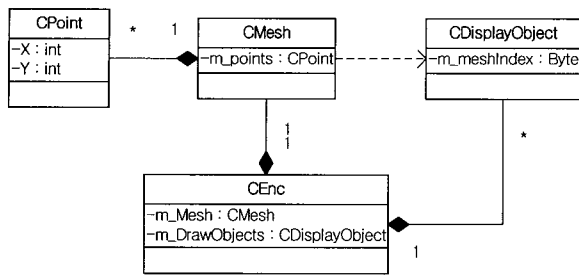 CPoint
-X : int
-Y : int
*
1
CMesh
-m_points : CPoint
CDisplayObject
-m_meshIndex : Byte
1
1
*
CEnc
-m_Mesh : CMesh
-m_DrawObjects : CDisplayObject
1